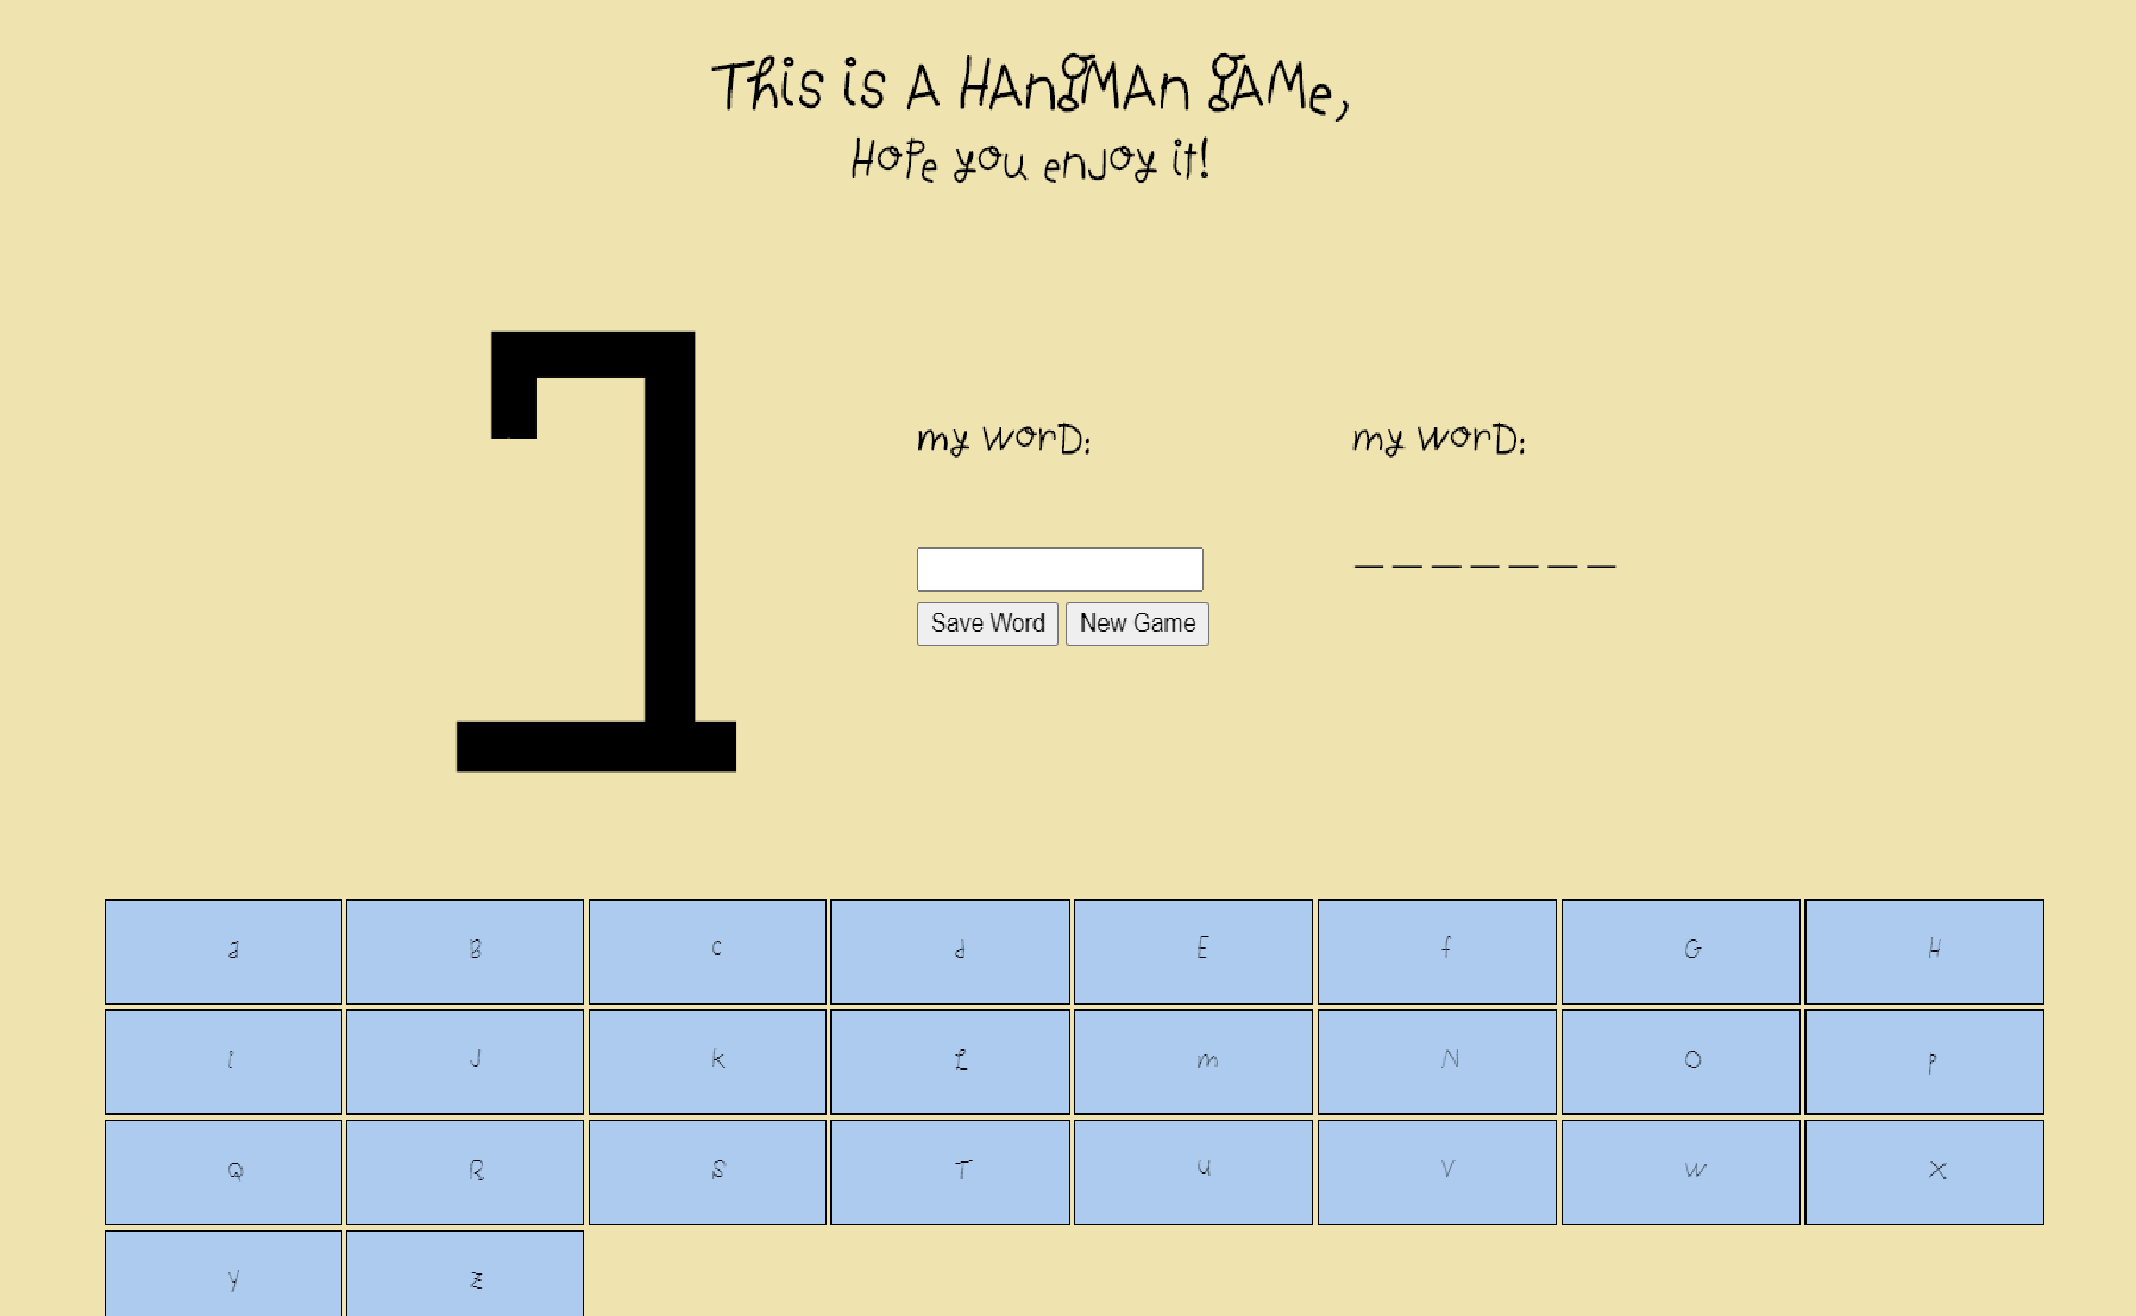 This is A HAngMAn gAMe,
HoPe you enJoy it!
my worD:
my worD:
_ _ _ _ _ _ _
Save Word New Game
a B c d E f G H
i J k L m N O p
Q R S T u V w X
y z